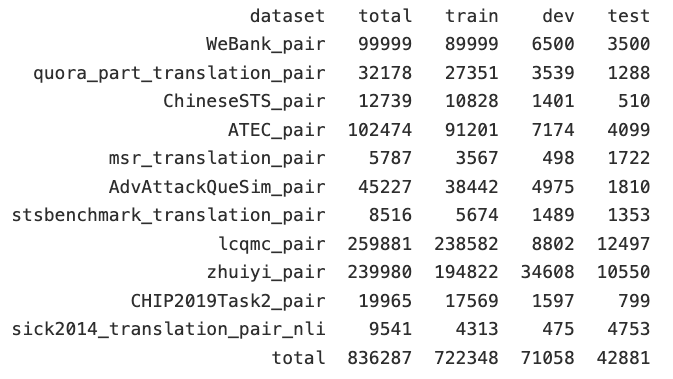 dataset total train dev test
WeBank_pair 99999 89999 6500 3500
quora_part_translation_pair 32178 27351 3539 1288
ChineseSTS_pair 12739 10828 1401 510
ATEC_pair 102474 91201 7174 4099
msr_translation_pair 5787 3567 498 1722
AdvAttackQueSim_pair 45227 38442 4975 1810
stsbenchmark_translation_pair 8516 5674 1489 1353
lcqmc_pair 259881 238582 8802 12497
zhuiyi_pair 239980 194822 34608 10550
CHIP2019Task2_pair 19965 17569 1597 799
sick2014_translation_pair_nli 9541 4313 475 4753
total 836287 722348 71058 42881